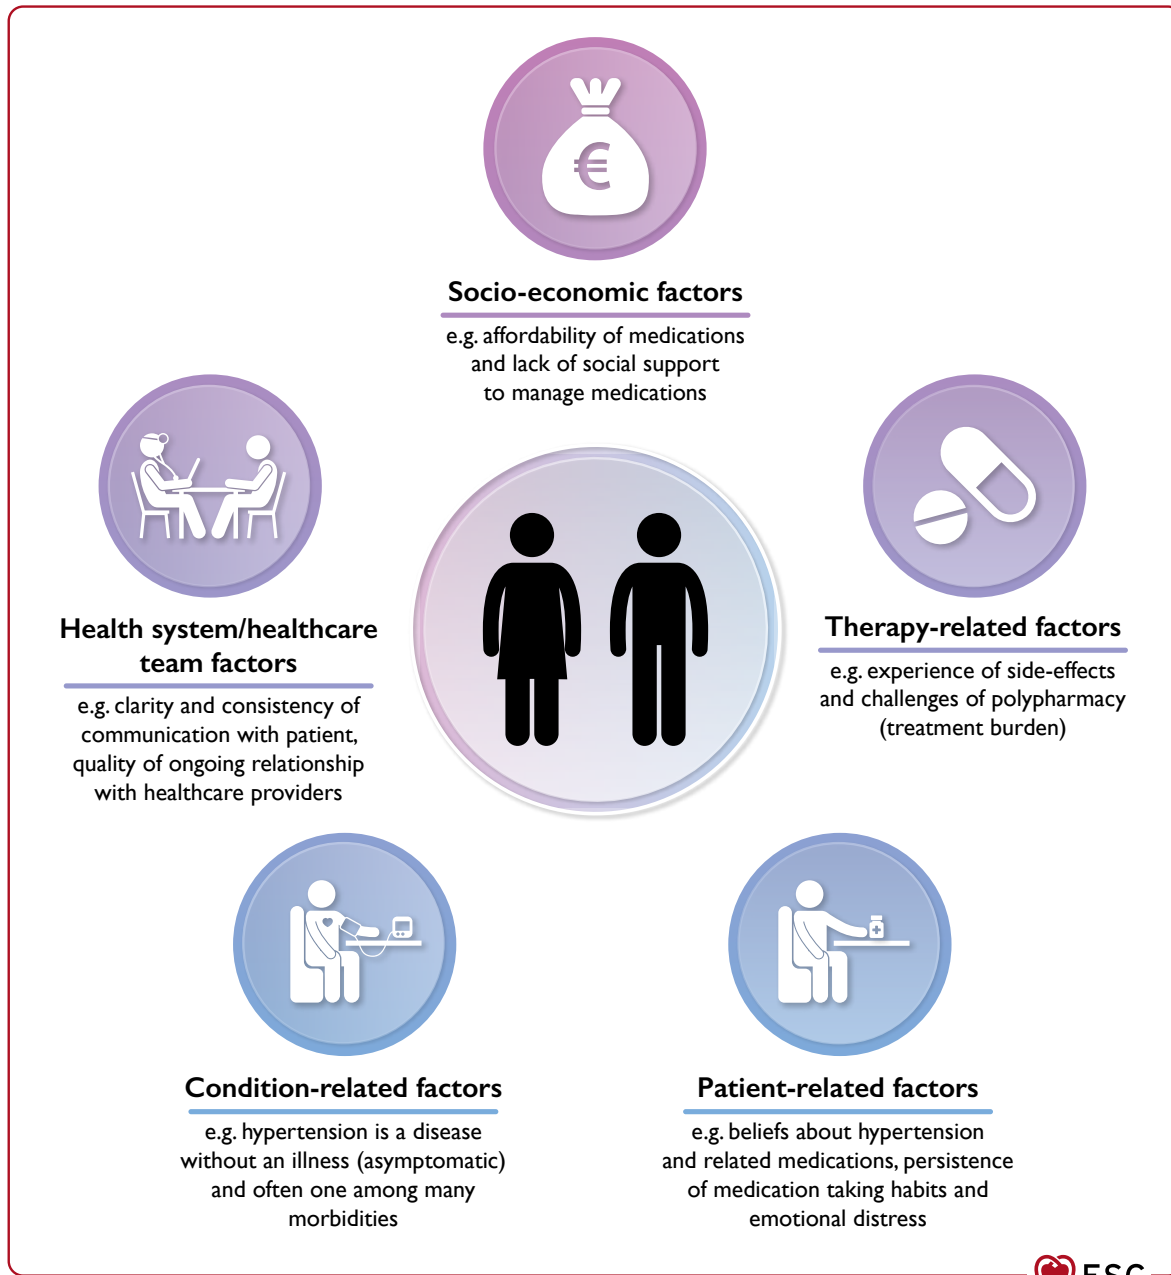 €
Socio-economic factors
e.g. affordability of medications
and lack of social support
to manage medications
Health system/healthcare
team factors
e.g. clarity and consistency of
communication with patient,
quality of ongoing relationship
with healthcare providers
Therapy-related factors
e.g. experience of side-effects
and challenges of polypharmacy
(treatment burden)
Condition-related factors
e.g. hypertension is a disease
without an illness (asymptomatic)
and often one among many
morbidities
Patient-related factors
e.g. beliefs about hypertension
and related medications, persistence
of medication taking habits and
emotional distress
ESC